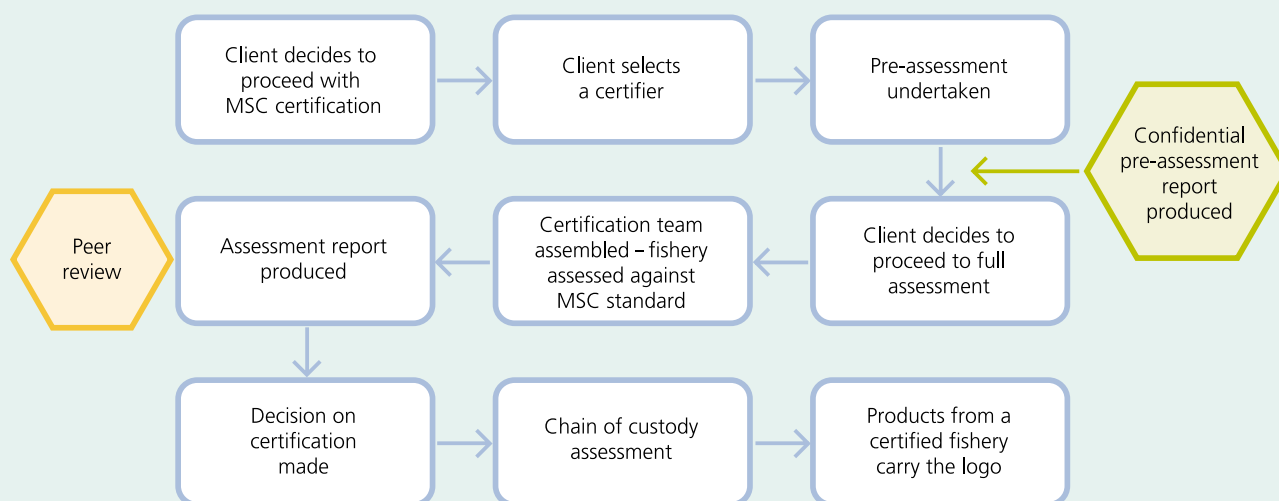 Client decides to
proceed with
MSC certification
Client selects
a certifier
Pre-assessment
undertaken
Confidential
pre-assessment
report
produced
Client decides to
proceed to full
assessment
Certification team
assembled – fishery
assessed against
MSC standard
Assessment report
produced
Peer
review
Decision on
certification
made
Chain of custody
assessment
Products from a
certified fishery
carry the logo